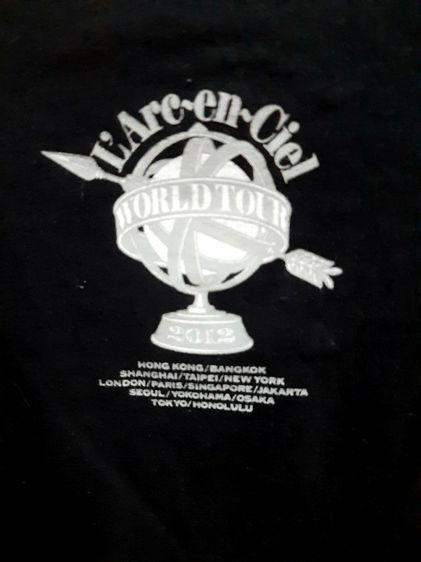 L'Arc~en~Ciel
WORLD TOUR
2012
HONG KONG/BANGKOK
SHANGHAI/TAIPEI/NEW YORK
LONDON/PARIS/SINGAPORE/JAKARTA
SEOUL/YOKOHAMA/OSAKA
TOKYO/HONOLULU